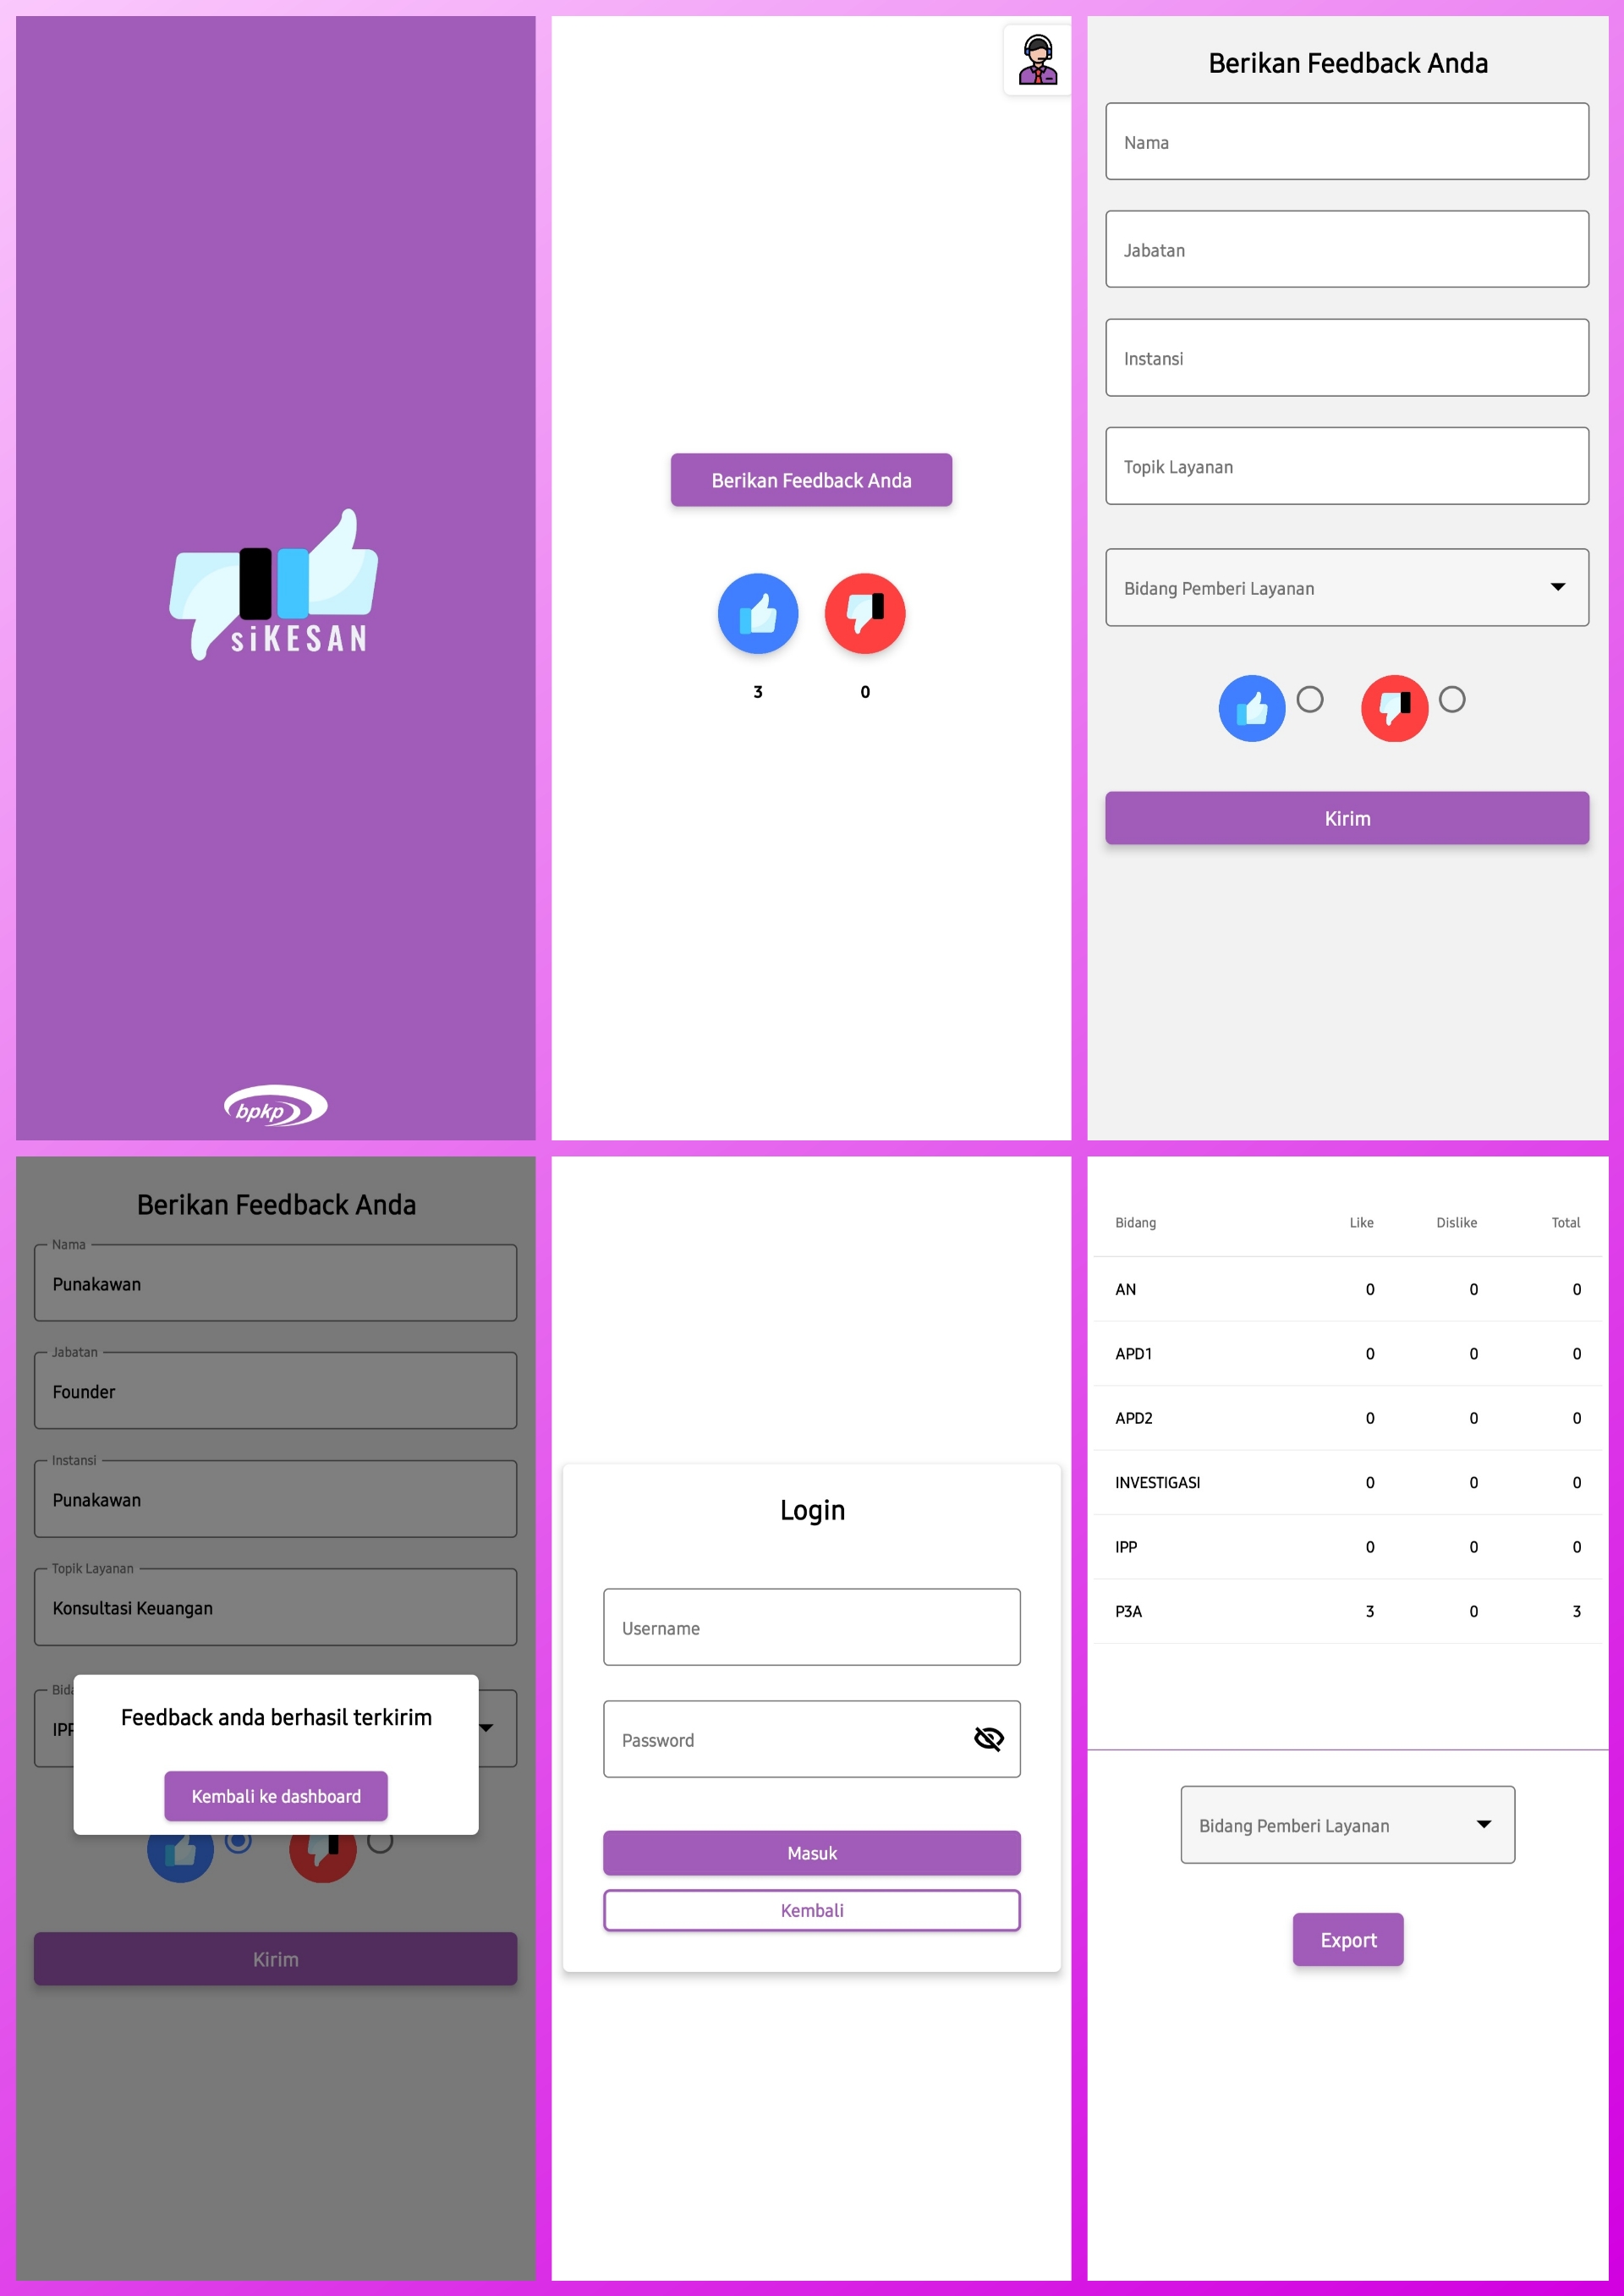 siKESAN
bpkp
Berikan Feedback Anda
3 0
Berikan Feedback Anda
Nama
Jabatan
Instansi
Topik Layanan
Bidang Pemberi Layanan
Kirim
Berikan Feedback Anda
Nama
Punakawan
Jabatan
Founder
Instansi
Punakawan
Topik Layanan
Konsultasi Keuangan
Feedback anda berhasil terkirim
Kembali ke dashboard
Kirim
Login
Username
Password
Masuk
Kembali
Bidang Like Dislike Total
AN 0 0 0
APD1 0 0 0
APD2 0 0 0
INVESTIGASI 0 0 0
IPP 0 0 0
P3A 3 0 3
Bidang Pemberi Layanan
Export